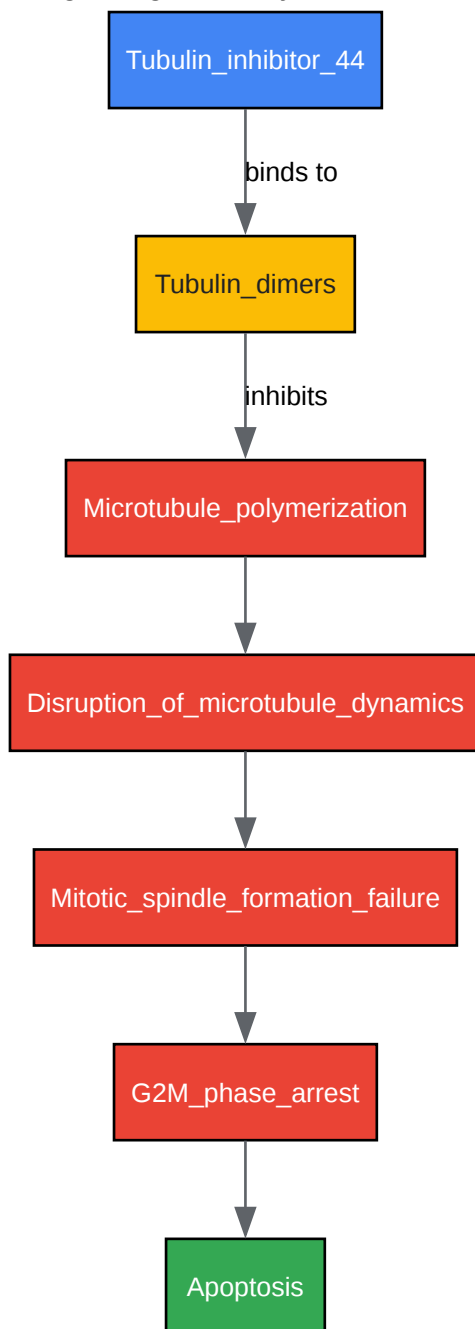 Tubulin_inhibitor_44
binds to
Tubulin_dimers
inhibits
Microtubule_polymerization
Disruption_of_microtubule_dynamics
Mitotic_spindle_formation_failure
G2M_phase_arrest
Apoptosis